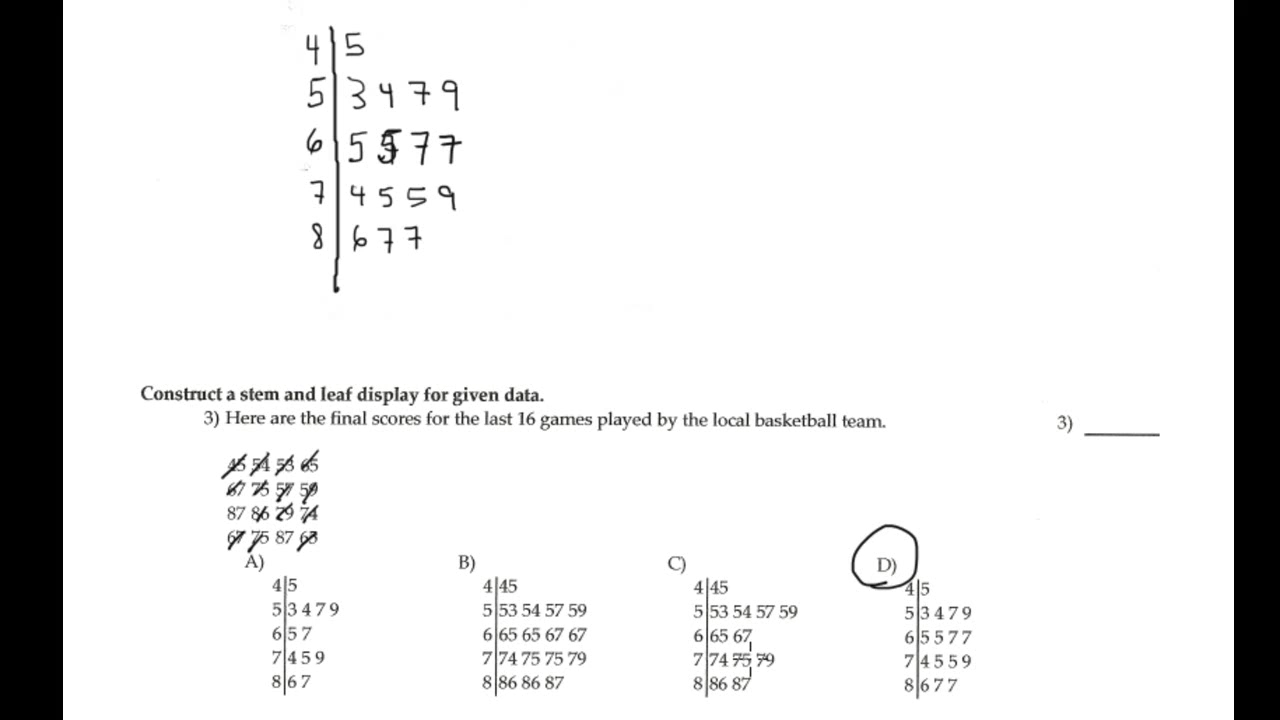 4 | 5
5 | 3 4 7 9
6 | 5 5 7 7
7 | 4 5 5 9
8 | 6 7 7
Construct a stem and leaf display for given data.
3) Here are the final scores for the last 16 games played by the local basketball team.
3) ________
45 54 53 65
67 75 57 59
87 86 79 74
67 75 87
A)
4|5
5|3 4 7 9
6|5 7
7|4 5 9
8|6 7
B)
4|45
5|53 54 57 59
6|65 65 67 67
7|74 75 75 79
8|86 86 87
C)
4|45
5|53 54 57 59
6|65 67
7|74 75 79
8|86 87
D)
4|5
5|3 4 7 9
6|5 5 7 7
7|4 5 5 9
8|6 7 7